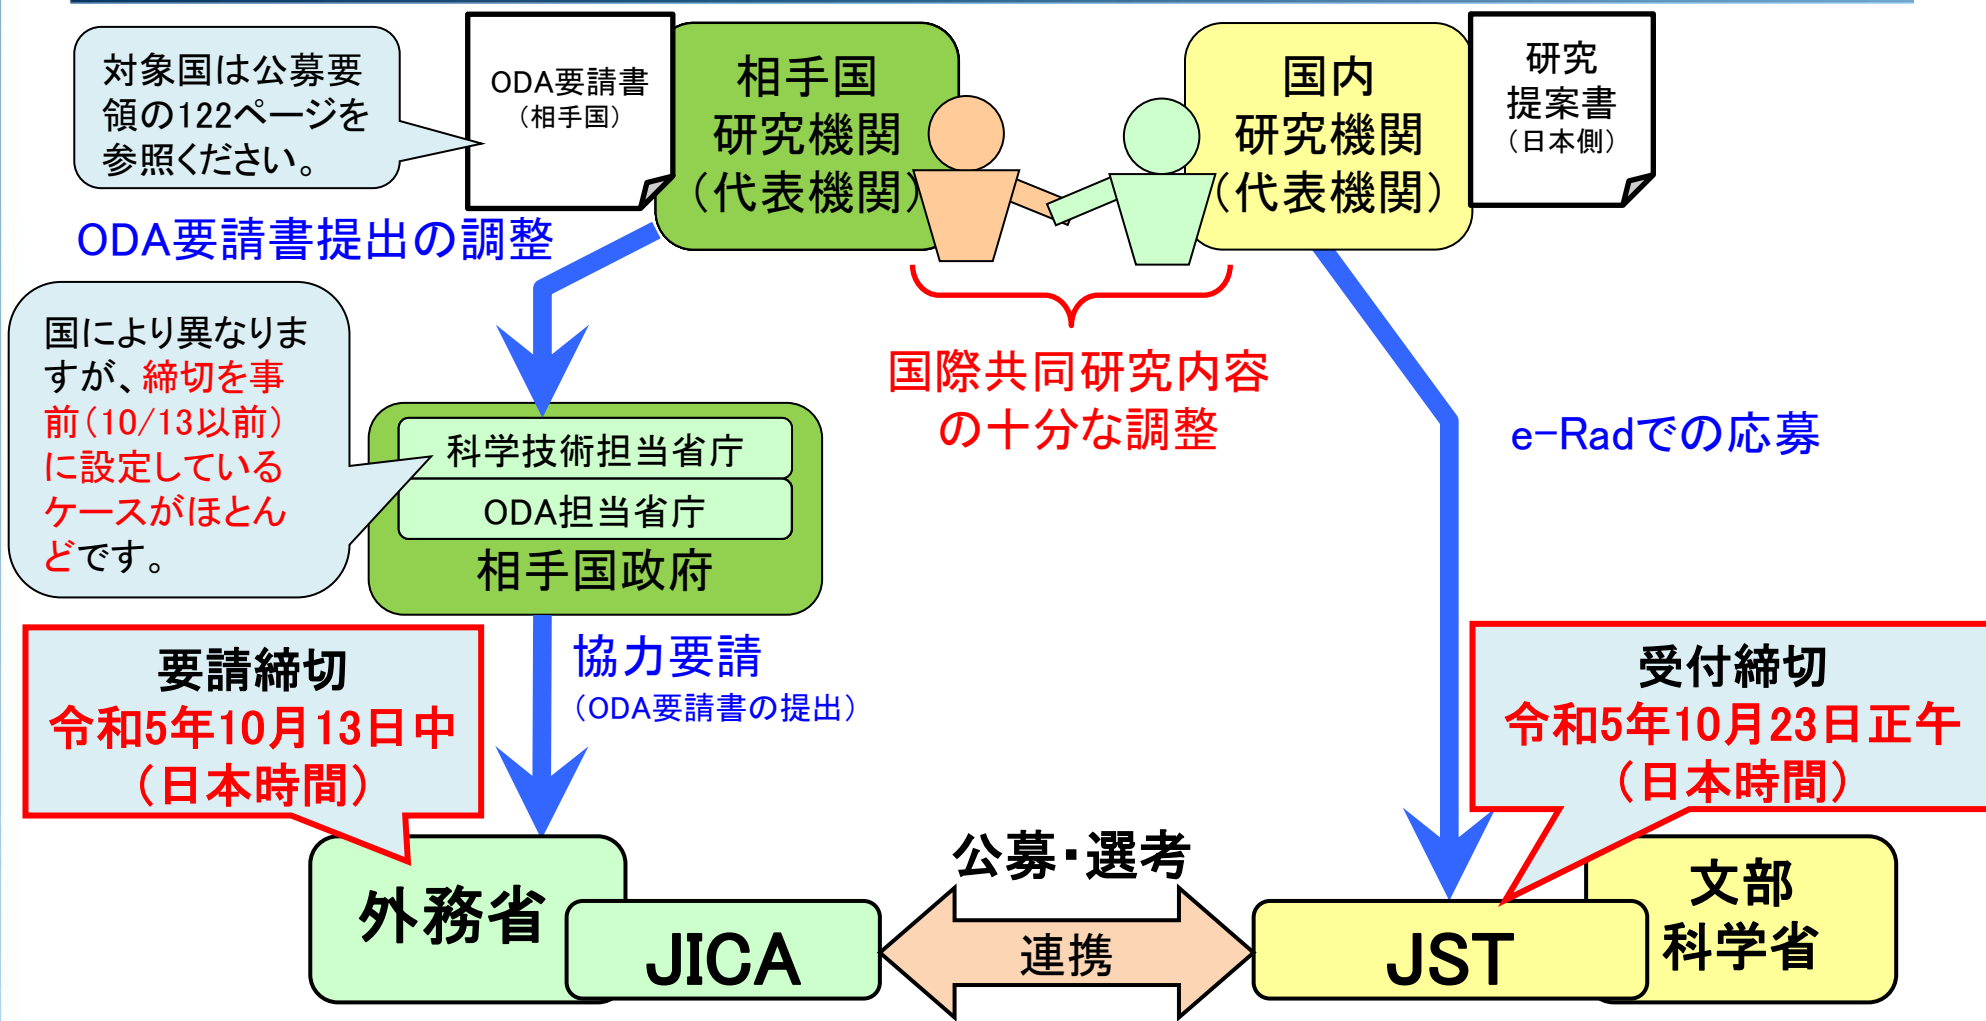 対象国は公募要
領の122ページを
参照ください。
ODA要請書
（相手国）
相手国
研究機関
（代表機関）
国内
研究機関
（代表機関）
研究
提案書
（日本側）
ODA要請書提出の調整
国により異なりま
すが、締切を事
前（10/13以前）
に設定している
ケースがほとん
どです。
国際共同研究内容
の十分な調整
e-Radでの応募
科学技術担当省庁
ODA担当省庁
相手国政府
要請締切
令和5年10月13日中
（日本時間）
協力要請
（ODA要請書の提出）
受付締切
令和5年10月23日正午
（日本時間）
公募・選考
外務省
JICA
連携
JST
文部
科学省